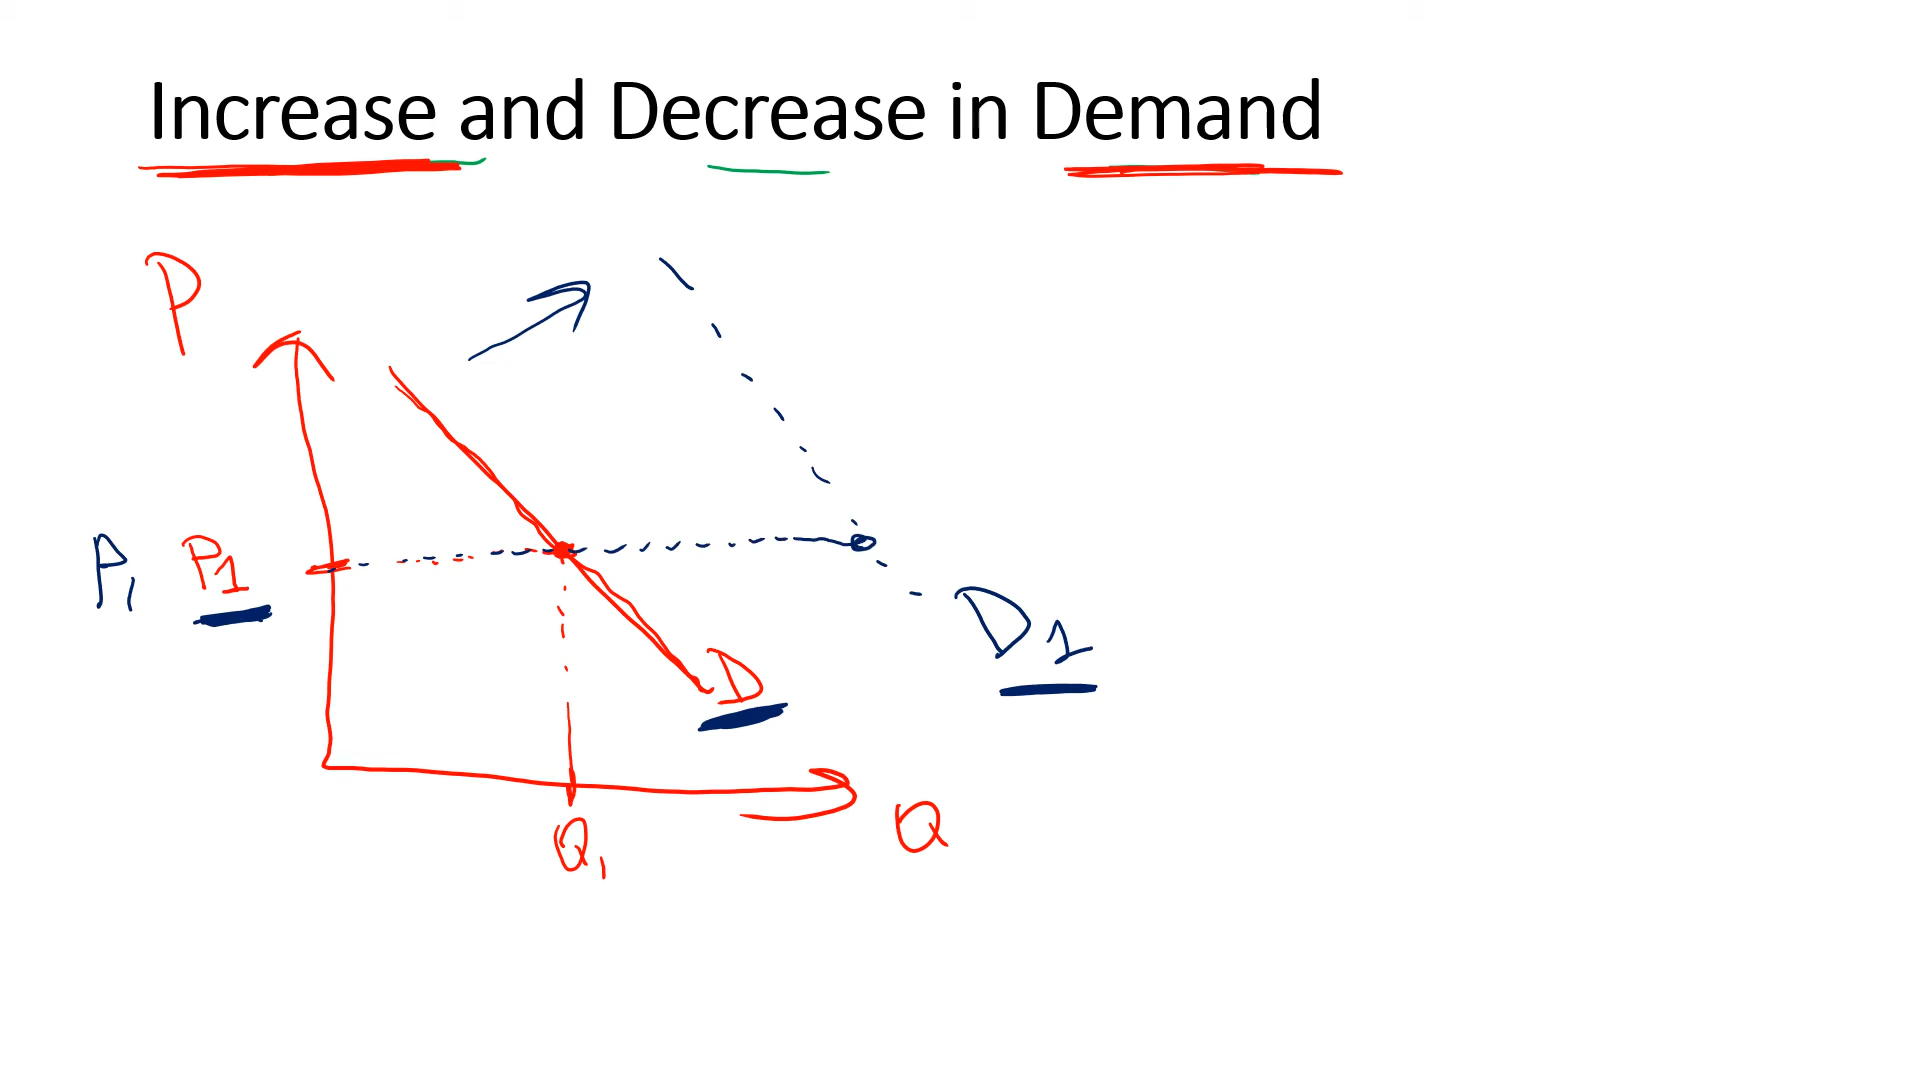 Increase and Decrease in Demand
P
P1 P1
D1
D
Q1
Q